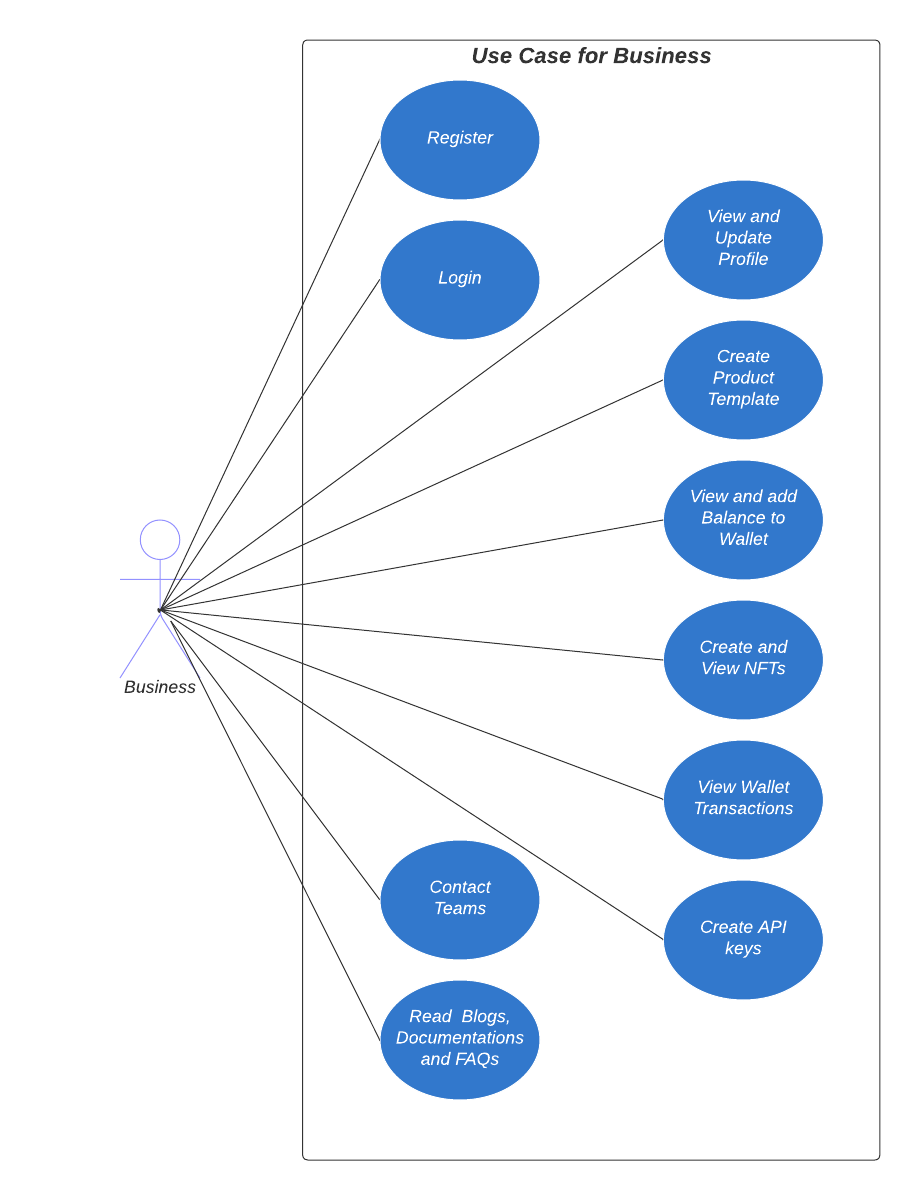 Use Case for Business
Register
Login
View and
Update
Profile
Create
Product
Template
View and add
Balance to
Wallet
Create and
View NFTs
View Wallet
Transactions
Create API
keys
Business
Contact
Teams
Read  Blogs,
Documentations
and FAQs